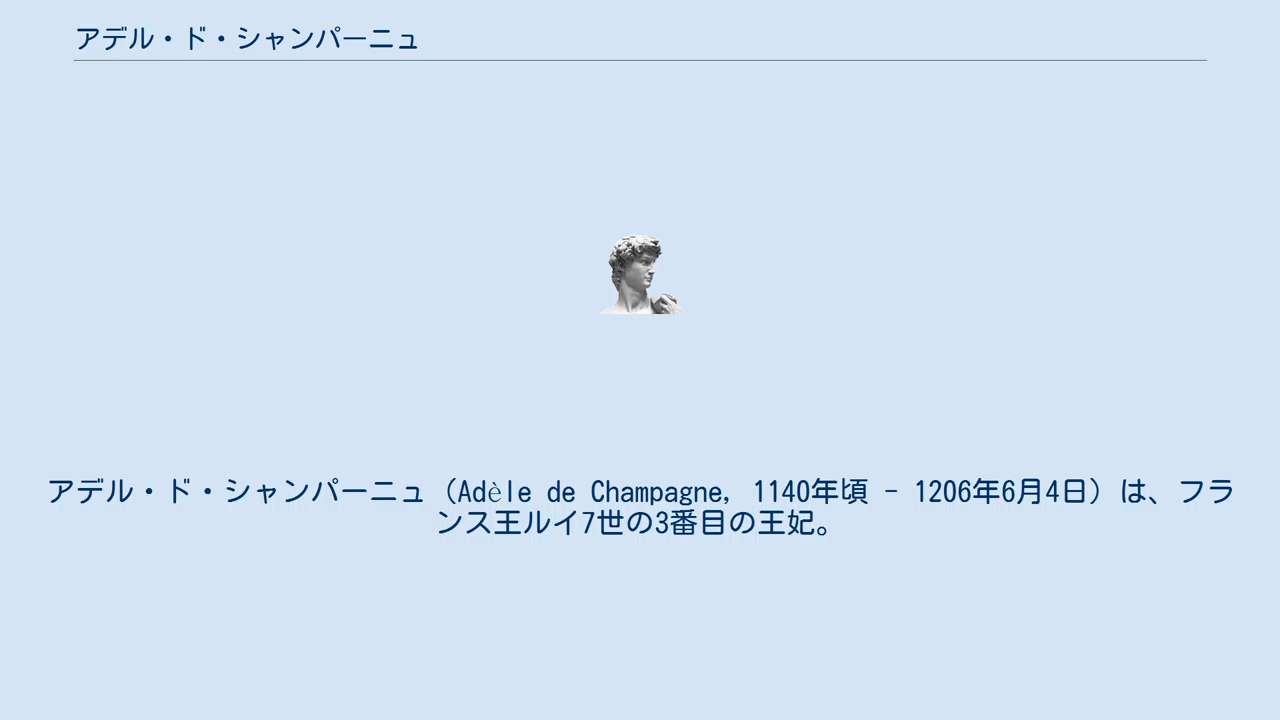 アデル・ド・シャンパーニュ
アデル・ド・シャンパーニュ（Adèle de Champagne, 1140年頃 - 1206年6月4日）は、フラ
ンス王ルイ7世の3番目の王妃。